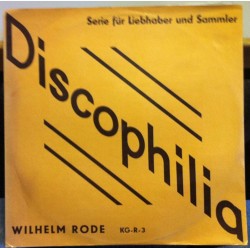 Serie für Liebhaber und Sammler
Discophilia
WILHELM RODE KG-R-3